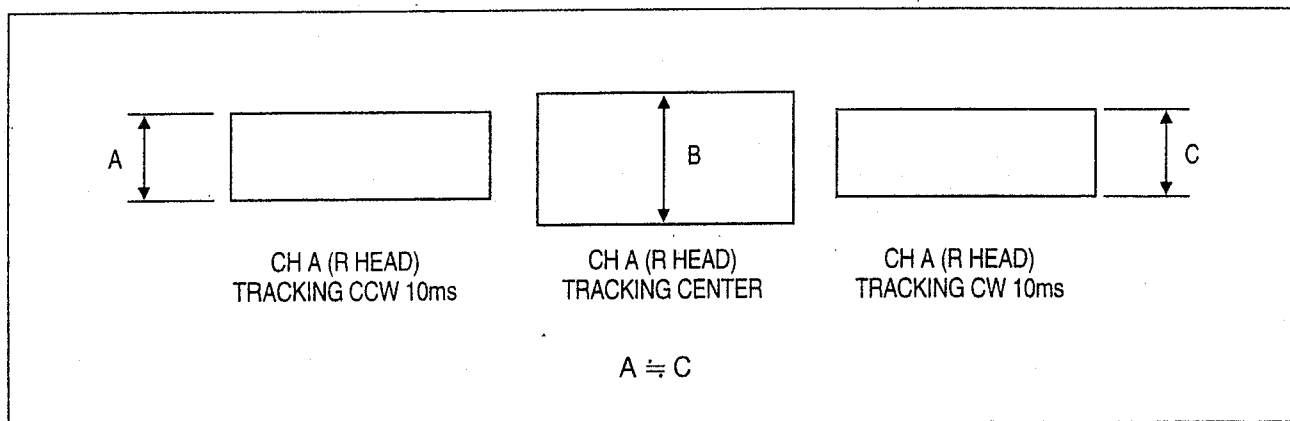 A
B
C
CH A (R HEAD)
TRACKING CCW 10ms
CH A (R HEAD)
TRACKING CENTER
CH A (R HEAD)
TRACKING CW 10ms
A ≒ C